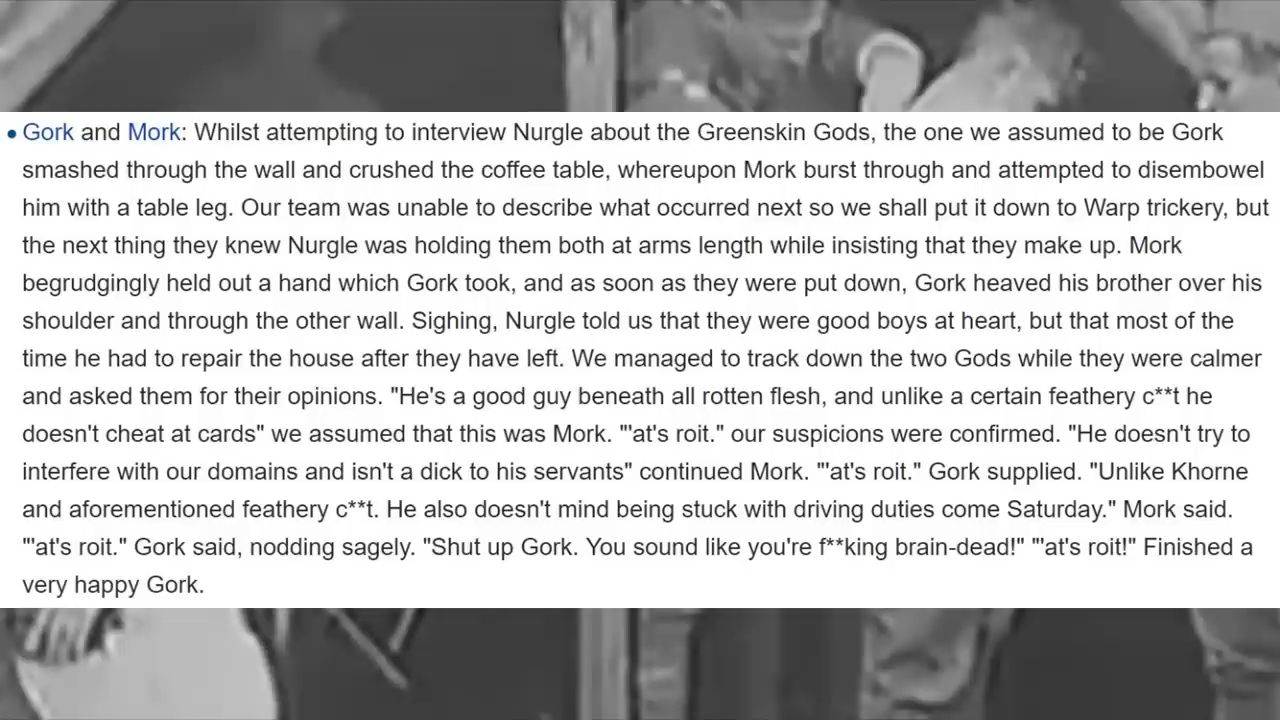 • Gork and Mork: Whilst attempting to interview Nurgle about the Greenskin Gods, the one we assumed to be Gork
smashed through the wall and crushed the coffee table, whereupon Mork burst through and attempted to disembowel
him with a table leg. Our team was unable to describe what occurred next so we shall put it down to Warp trickery, but
the next thing they knew Nurgle was holding them both at arms length while insisting that they make up. Mork
begrudgingly held out a hand which Gork took, and as soon as they were put down, Gork heaved his brother over his
shoulder and through the other wall. Sighing, Nurgle told us that they were good boys at heart, but that most of the
time he had to repair the house after they have left. We managed to track down the two Gods while they were calmer
and asked them for their opinions. "He's a good guy beneath all rotten flesh, and unlike a certain feathery c**t he
doesn't cheat at cards" we assumed that this was Mork. "'at's roit." our suspicions were confirmed. "He doesn't try to
interfere with our domains and isn't a dick to his servants" continued Mork. "'at's roit." Gork supplied. "Unlike Khorne
and aforementioned feathery c**t. He also doesn't mind being stuck with driving duties come Saturday." Mork said.
"'at's roit." Gork said, nodding sagely. "Shut up Gork. You sound like you're f**king brain-dead!" "'at's roit!" Finished a
very happy Gork.